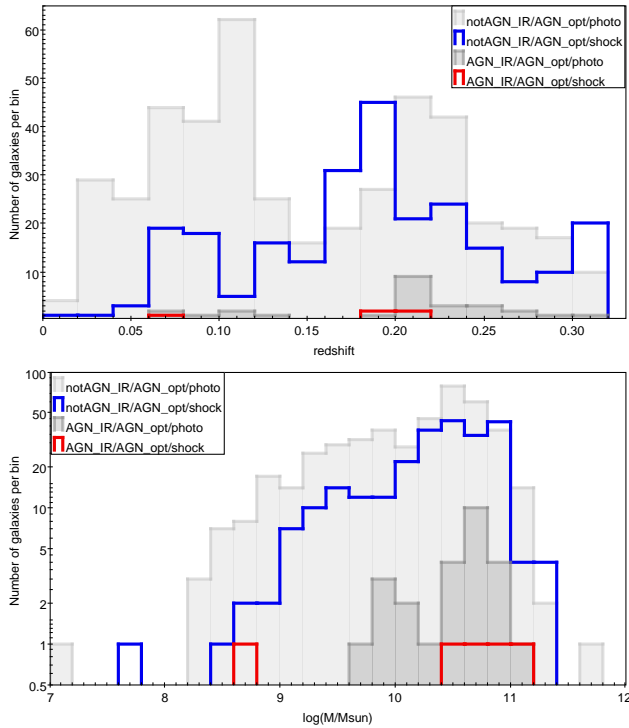 60
50
40
30
20
10
Number of galaxies per bin
notAGN_IR/AGN_opt/photo
notAGN_IR/AGN_opt/shock
AGN_IR/AGN_opt/photo
AGN_IR/AGN_opt/shock
0 0.05 0.10 0.15 0.20 0.25 0.30
redshift
100
50
20
10
5
2
1
0.5
Number of galaxies per bin
notAGN_IR/AGN_opt/photo
notAGN_IR/AGN_opt/shock
AGN_IR/AGN_opt/photo
AGN_IR/AGN_opt/shock
7 8 9 10 11 12
log(M/Msun)